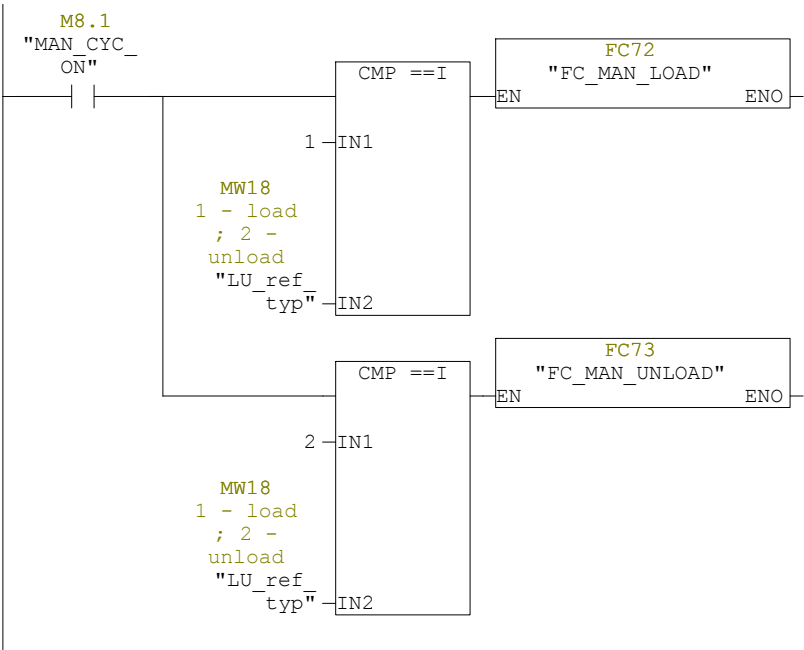 M8.1
"MAN_CYC_
ON"
CMP ==I
FC72
"FC_MAN_LOAD"
EN
ENO
1
IN1
MW18
1 - load
; 2 -
unload
"LU_ref_
typ"
IN2
CMP ==I
FC73
"FC_MAN_UNLOAD"
EN
ENO
2
IN1
MW18
1 - load
; 2 -
unload
"LU_ref_
typ"
IN2